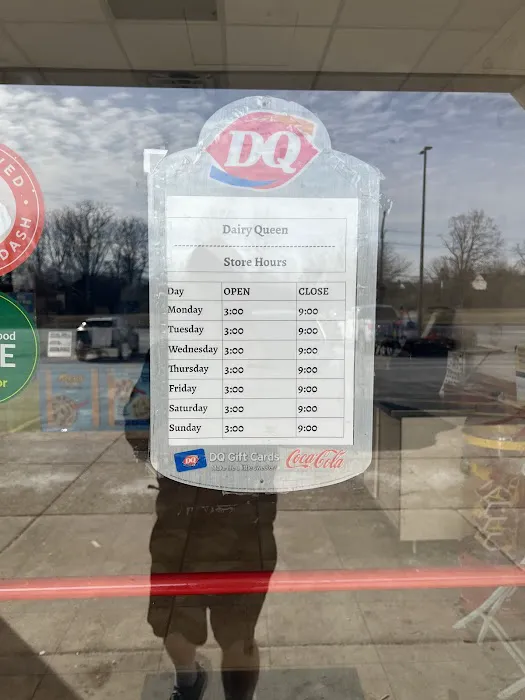 DQ
Dairy Queen
Store Hours
Day OPEN CLOSE
Monday 3:00 9:00
Tuesday 3:00 9:00
Wednesday 3:00 9:00
Thursday 3:00 9:00
Friday 3:00 9:00
Saturday 3:00 9:00
Sunday 3:00 9:00
DQ DQ Gift Cards Coca-Cola
DASH